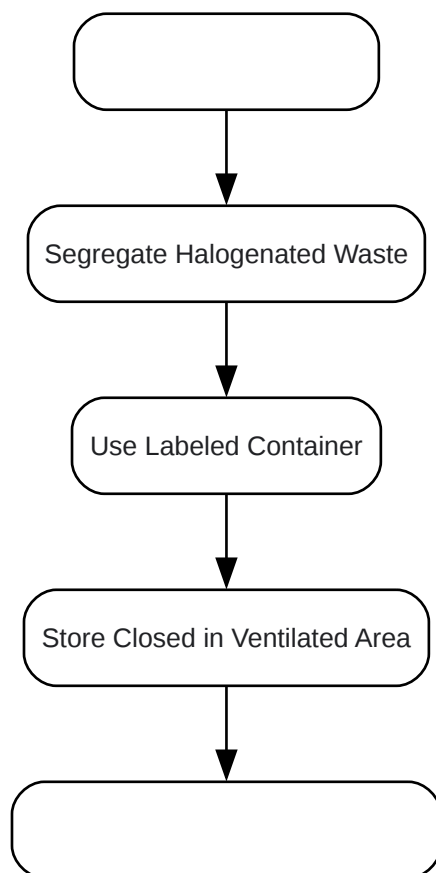 Segregate Halogenated Waste
Use Labeled Container
Store Closed in Ventilated Area